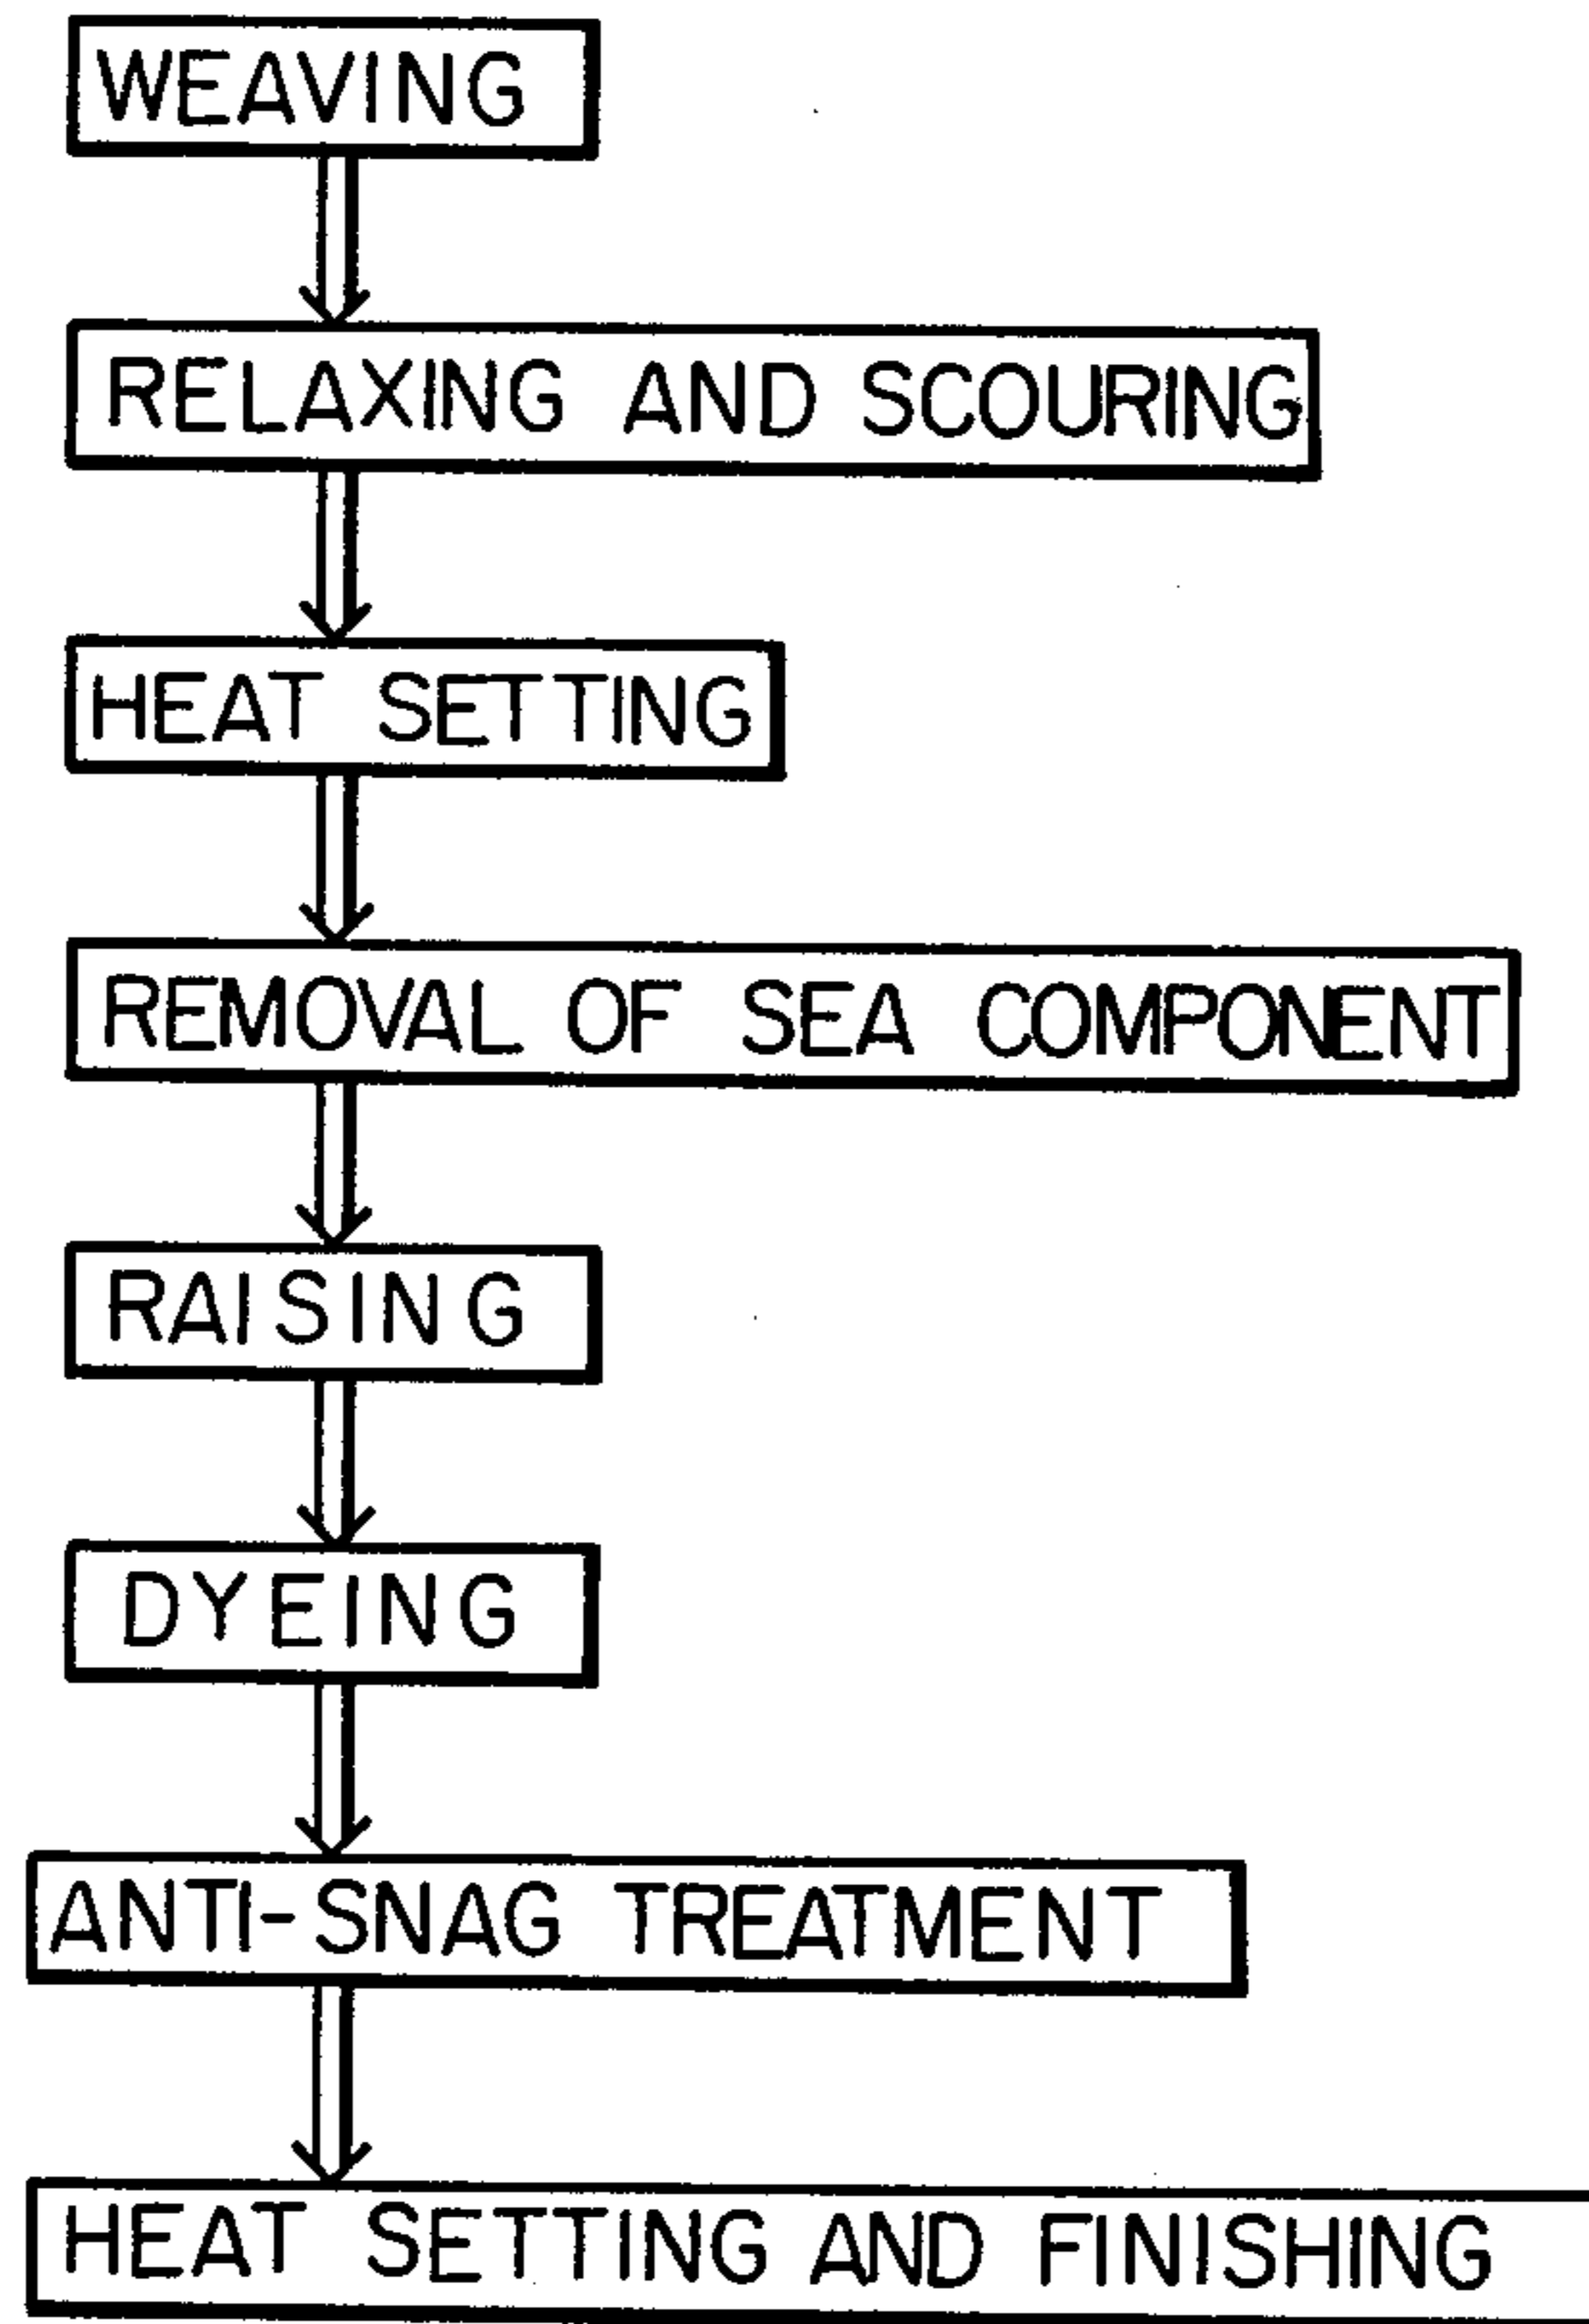 WEAVING
RELAXING AND SCOURING
HEAT SETTING
REMOVAL OF SEA COMPONENT
RAISING
DYEING
ANTI-SNAG TREATMENT
HEAT SETTING AND FINISHING